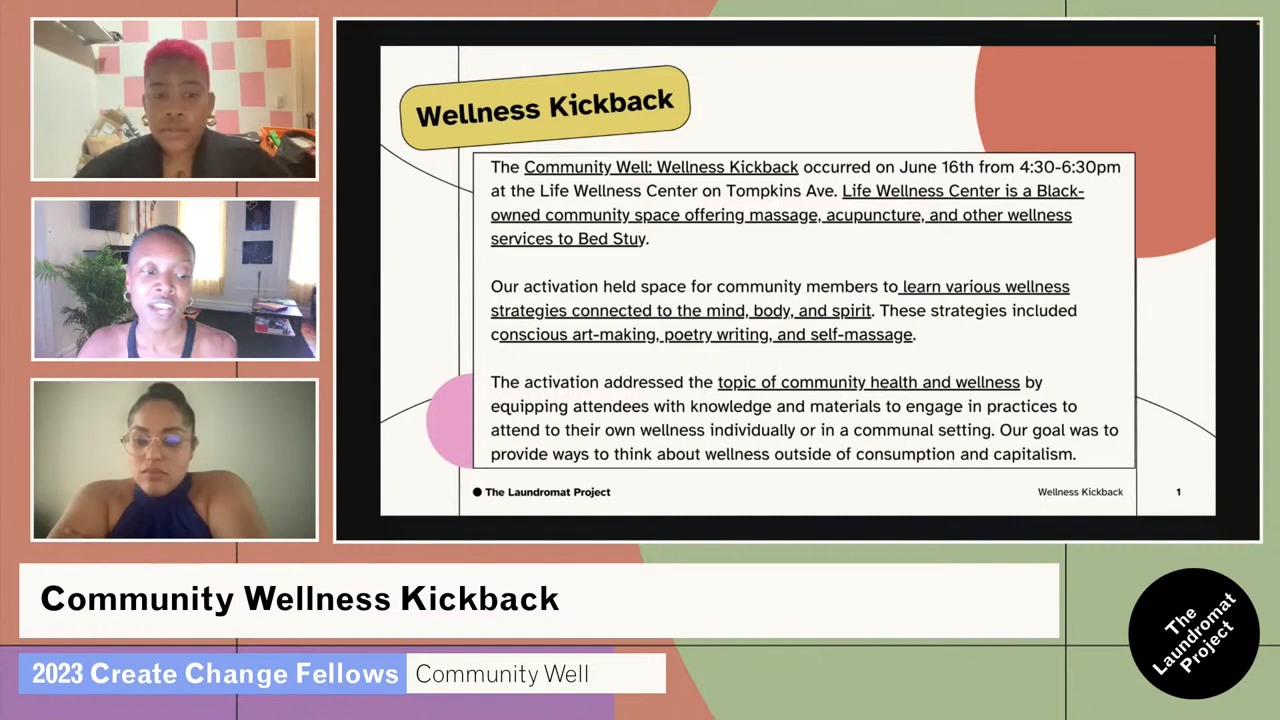 Wellness Kickback
The Community Well: Wellness Kickback occurred on June 16th from 4:30-6:30pm
at the Life Wellness Center on Tompkins Ave. Life Wellness Center is a Black-
owned community space offering massage, acupuncture, and other wellness
services to Bed Stuy.
Our activation held space for community members to learn various wellness
strategies connected to the mind, body, and spirit. These strategies included
conscious art-making, poetry writing, and self-massage.
The activation addressed the topic of community health and wellness by
equipping attendees with knowledge and materials to engage in practices to
attend to their own wellness individually or in a communal setting. Our goal was to
provide ways to think about wellness outside of consumption and capitalism.
The Laundromat Project
Wellness Kickback
1
Community Wellness Kickback
2023 Create Change Fellows
Community Well
The
Laundromat
Project